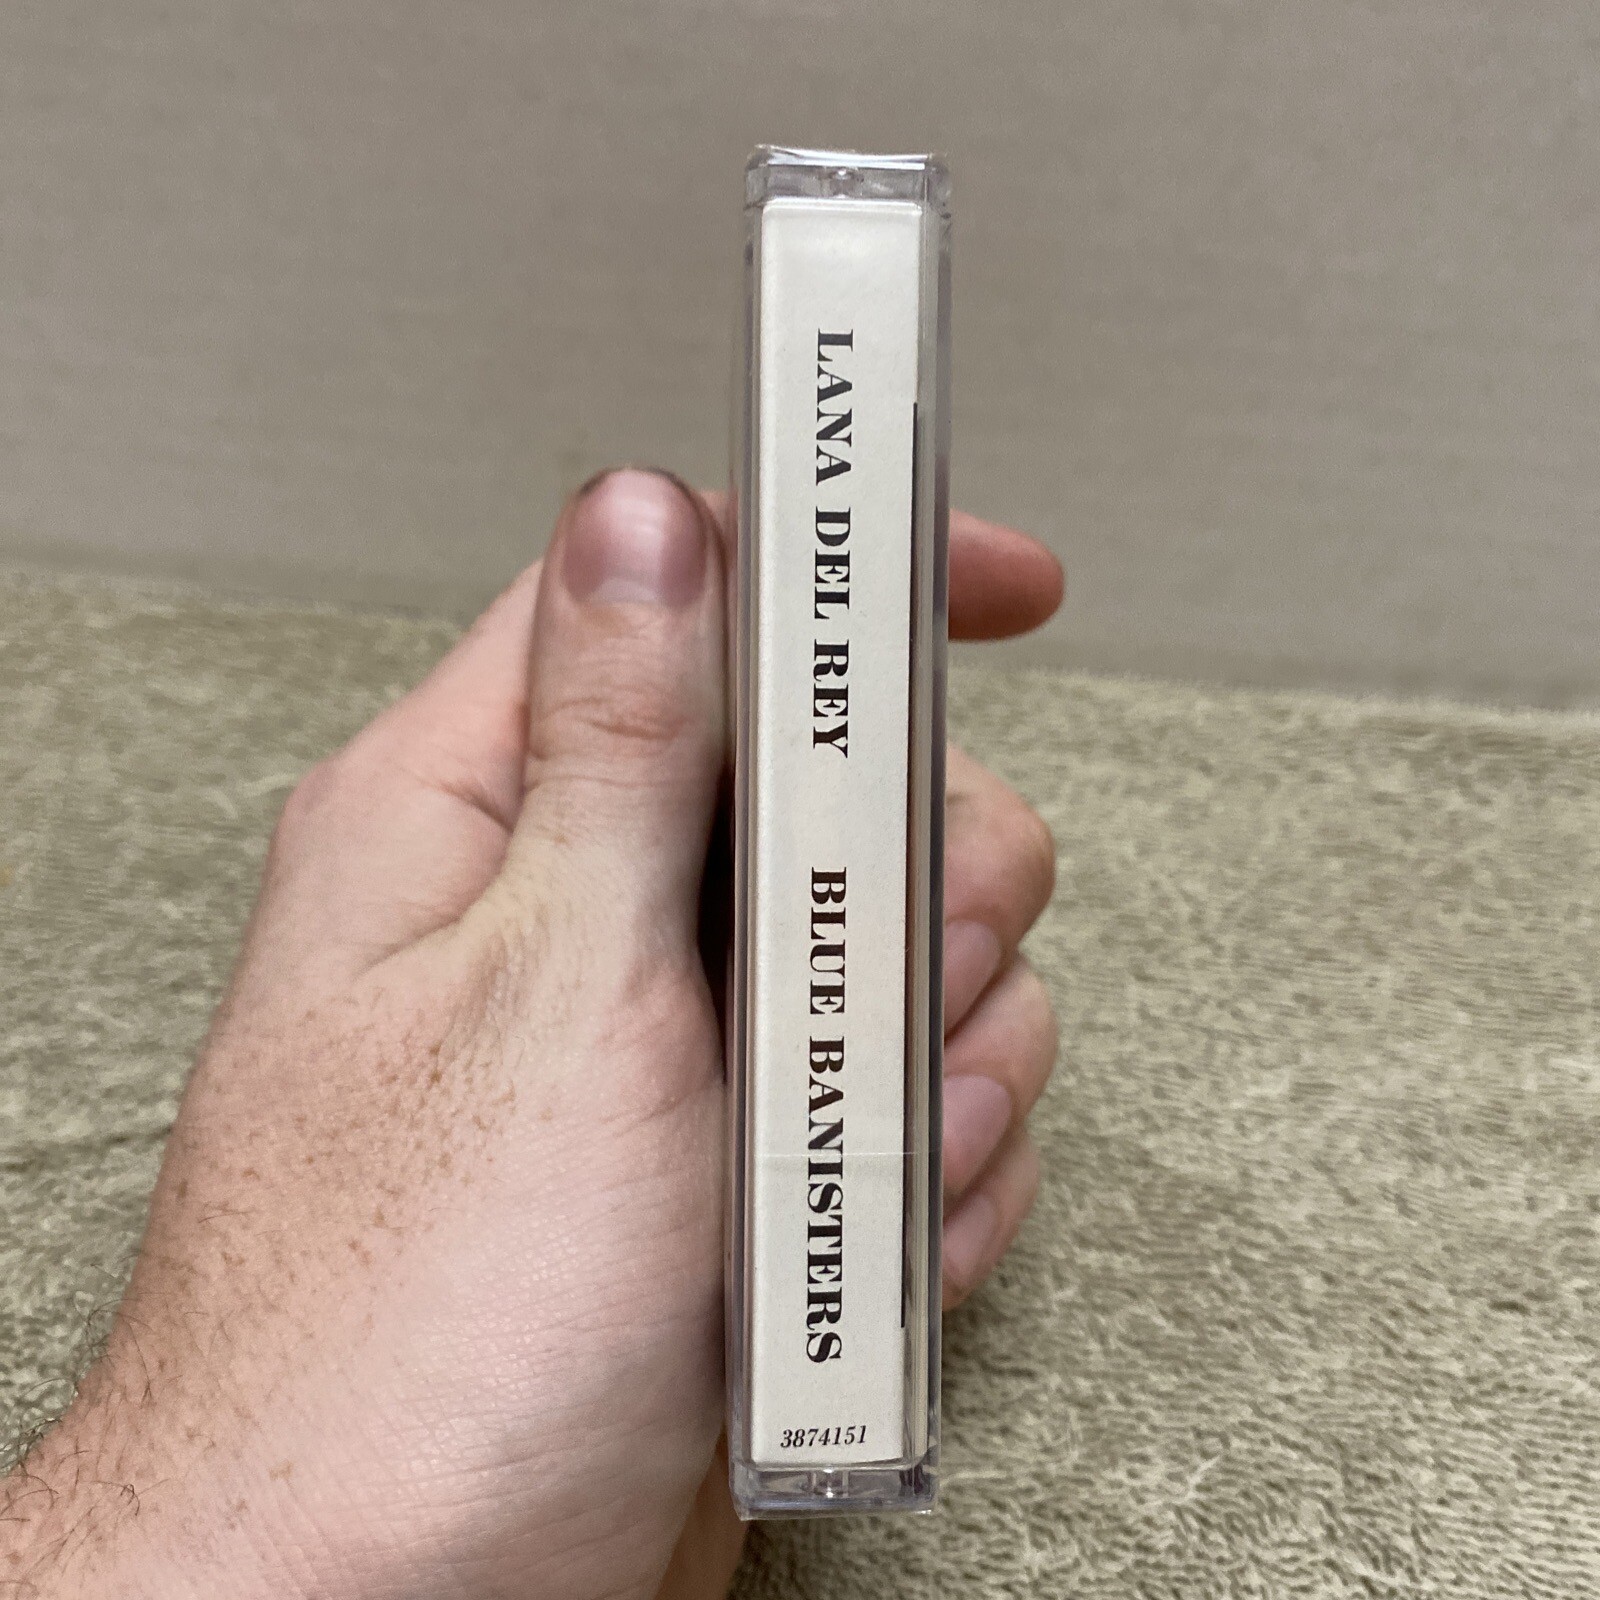 LANA DEL REY BLUE BANISTERS
3874151